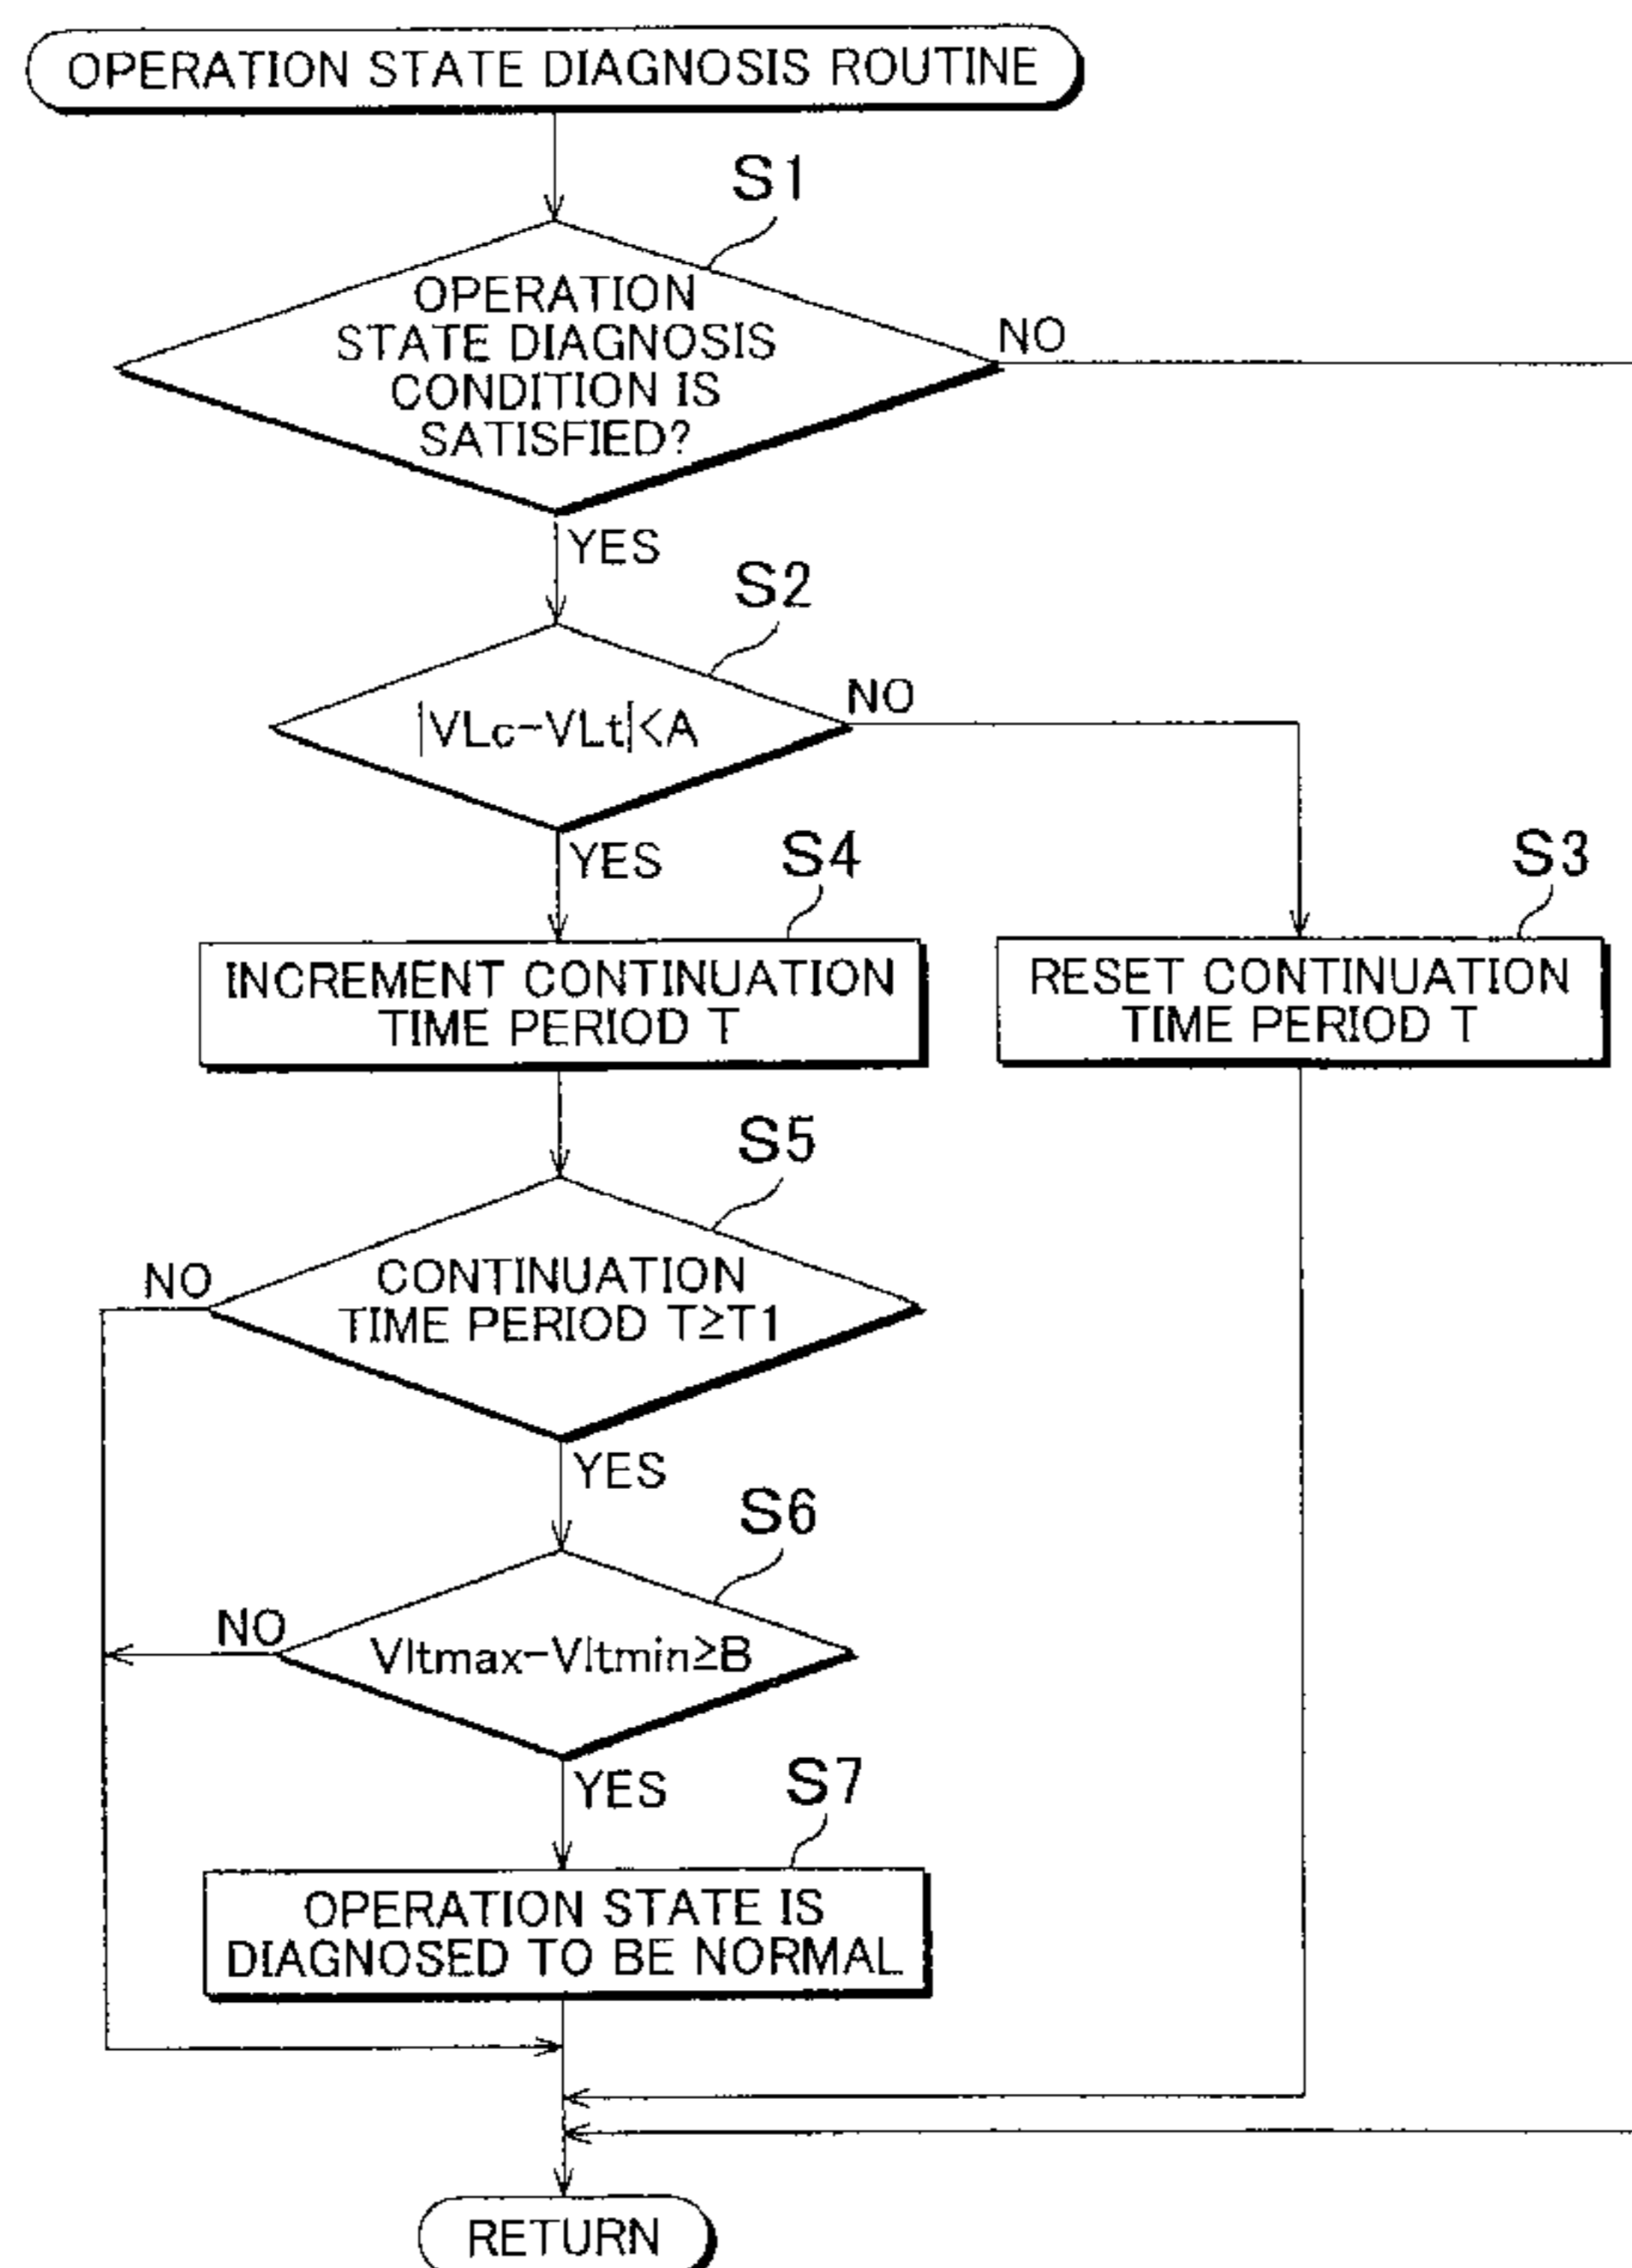 OPERATION STATE DIAGNOSIS ROUTINE
S1
OPERATION
STATE DIAGNOSIS
CONDITION IS
SATISFIED?
NO
YES
S2
|VLc-VLt|<A
NO
YES
S4
INCREMENT CONTINUATION
TIME PERIOD T
S3
RESET CONTINUATION
TIME PERIOD T
S5
CONTINUATION
TIME PERIOD T≥T1
NO
YES
S6
Vltmax-Vltmin≥B
NO
YES
S7
OPERATION STATE IS
DIAGNOSED TO BE NORMAL
RETURN